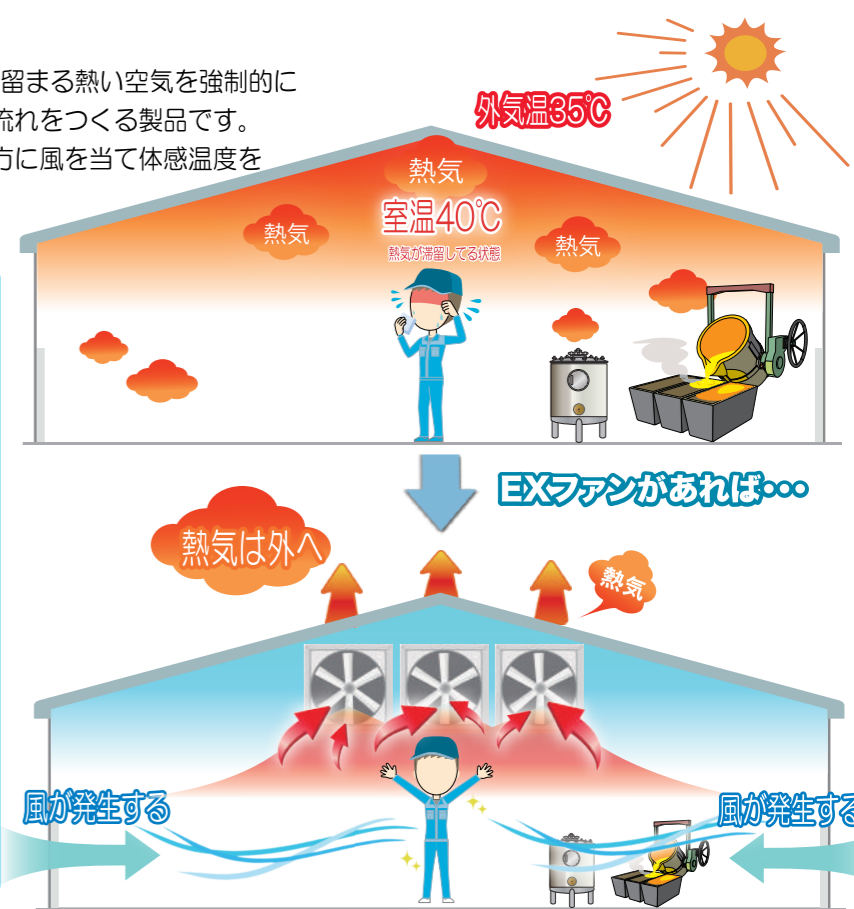 留まる熱い空気を強制的に
流れをつくる製品です。
方に風を当て体感温度を
外気温35℃
熱気
室温40℃
熱気が滞留してる状態
熱気
熱気
EXファンがあれば・・・
熱気は外へ
熱気
風が発生する
風が発生する